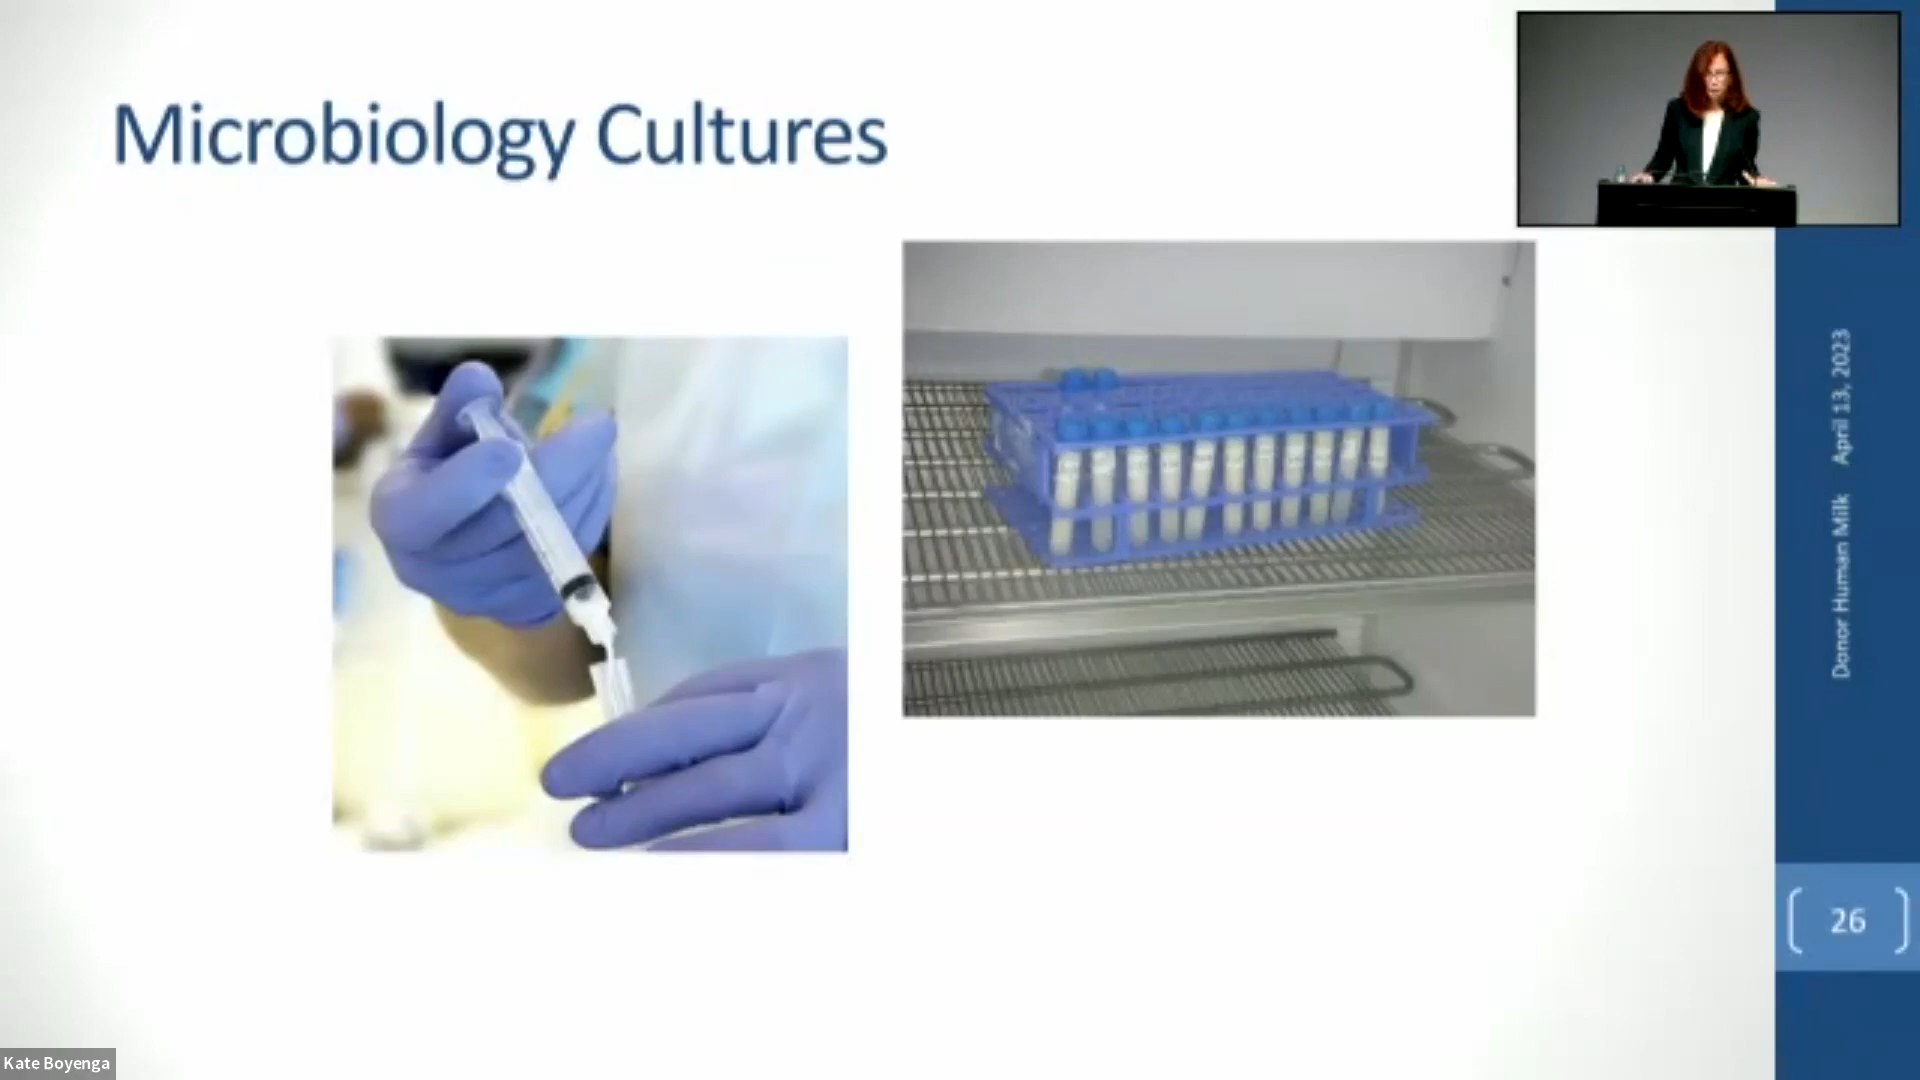 Microbiology Cultures
Donor Human Milk April 13, 2023
26
Kate Boyenga